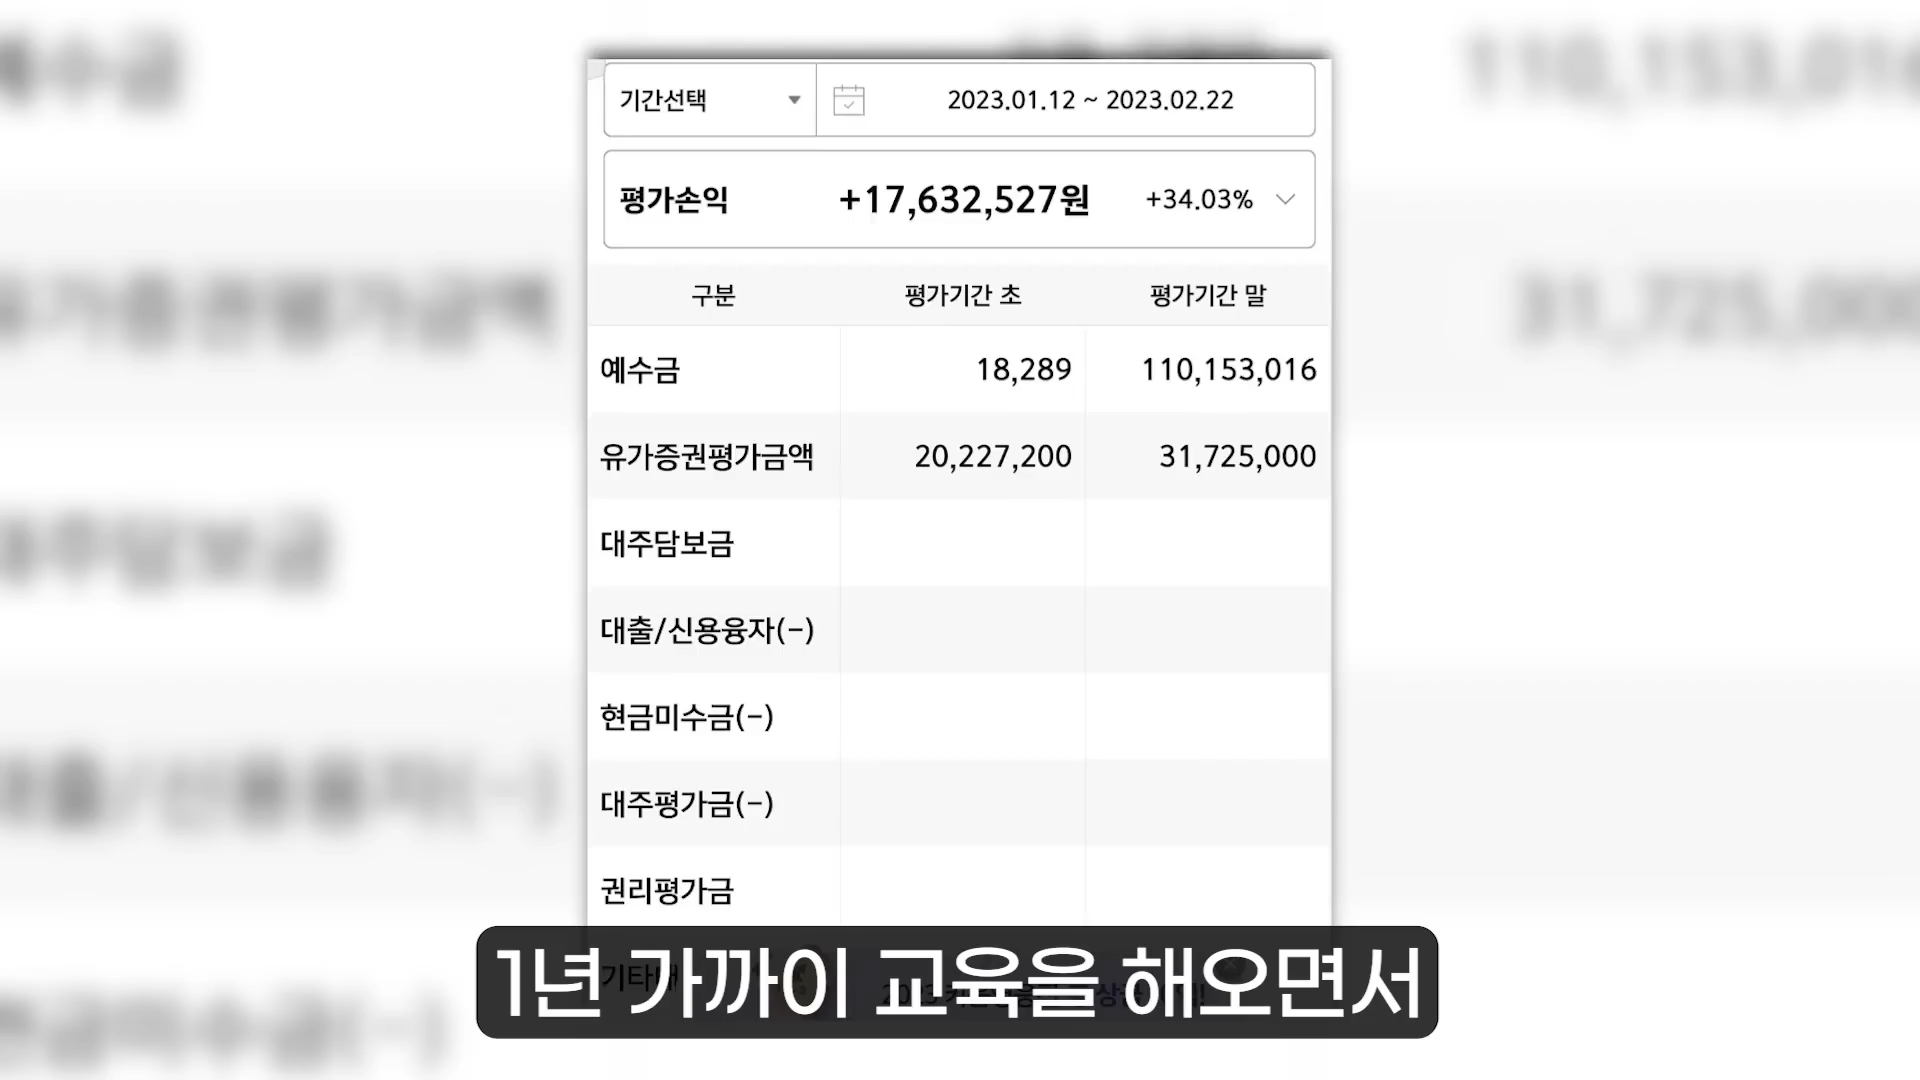 기간선택 2023.01.12 ~ 2023.02.22
평가손익 +17,632,527원 +34.03%
구분 평가기간 초 평가기간 말
예수금 18,289 110,153,016
유가증권평가금액 20,227,200 31,725,000
대주담보금
대출/신용융자(-)
현금미수금(-)
대주평가금(-)
권리평가금
1년 가까이 교육을 해오면서